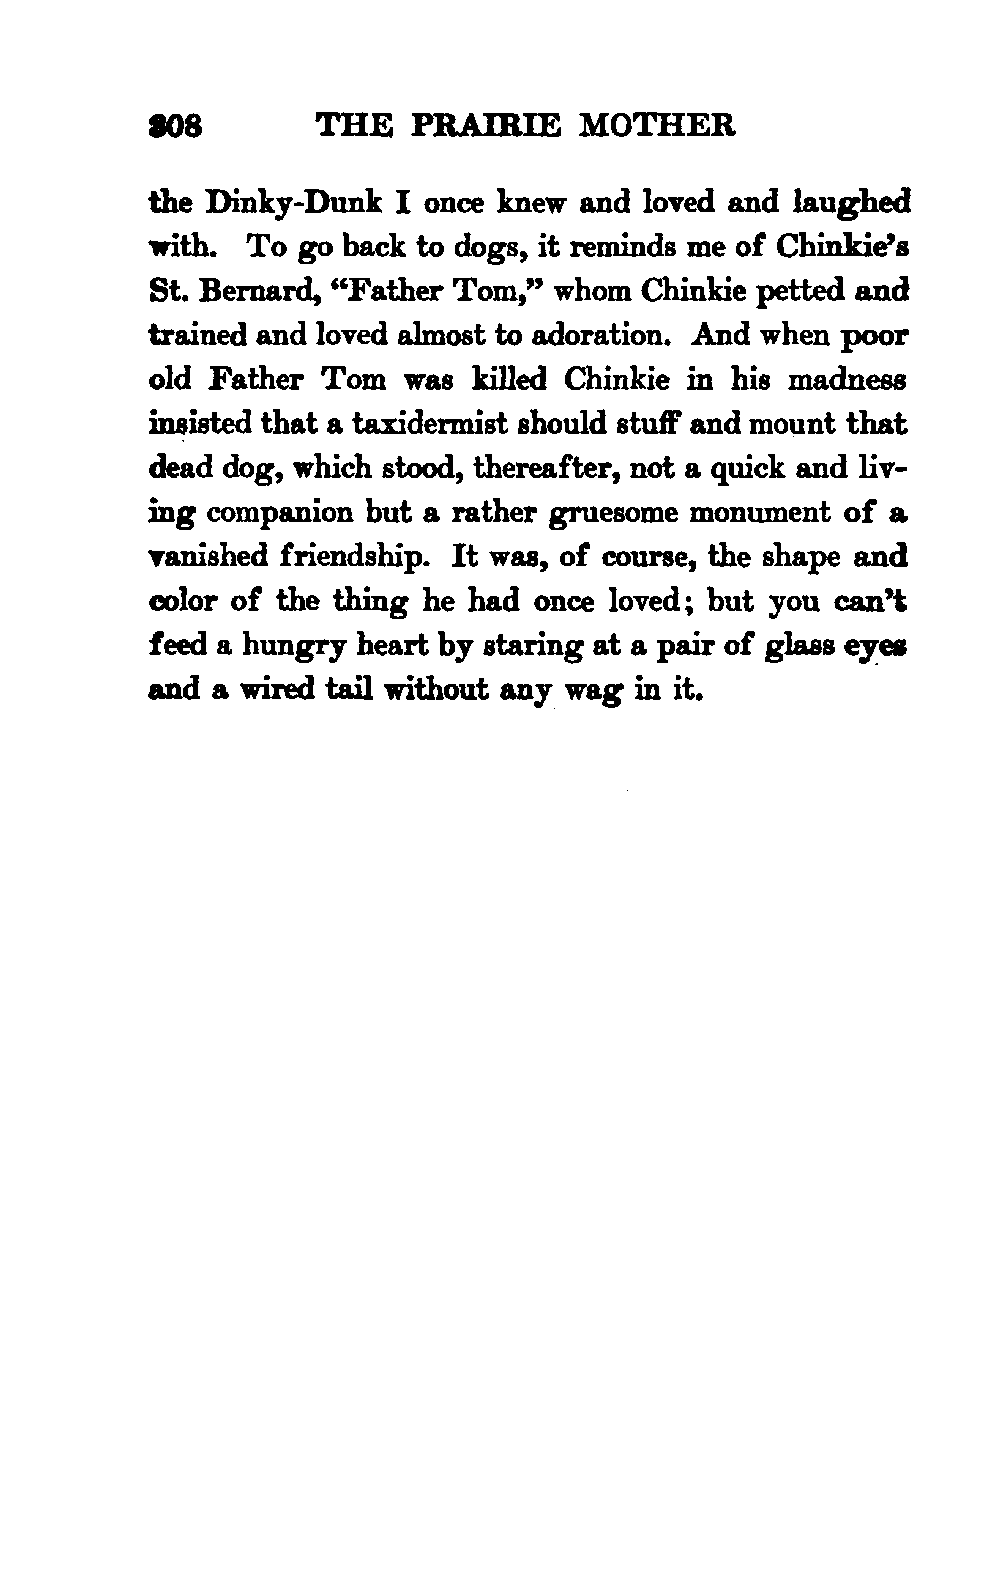 308 THE PRAIRIE MOTHER
the Dinky-Dunk I once knew and loved and laughed
with. To go back to dogs, it reminds me of Chinkie's
St. Bernard, “Father Tom,” whom Chinkie petted and
trained and loved almost to adoration. And when poor
old Father Tom was killed Chinkie in his madness
insisted that a taxidermist should stuff and mount that
dead dog, which stood, thereafter, not a quick and liv-
ing companion but a rather gruesome monument of a
vanished friendship. It was, of course, the shape and
color of the thing he had once loved; but you can't
feed a hungry heart by staring at a pair of glass eyes
and a wired tail without any wag in it.